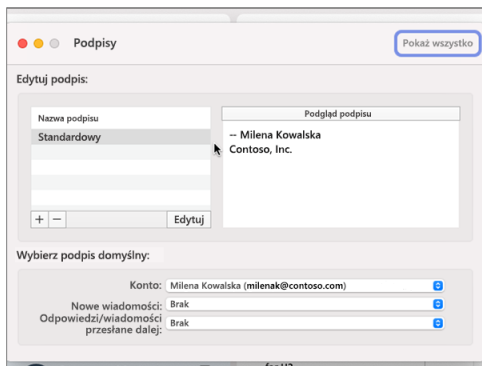 Podpisy
Pokaż wszystko
Edytuj podpis:
Nazwa podpisu
Standardowy
+ −
Edytuj
Podgląd podpisu
-- Milena Kowalska
Contoso, Inc.
Wybierz podpis domyślny:
Konto: Milena Kowalska (milenak@contoso.com)
Nowe wiadomości: Brak
Odpowiedzi/wiadomości
przesłane dalej: Brak